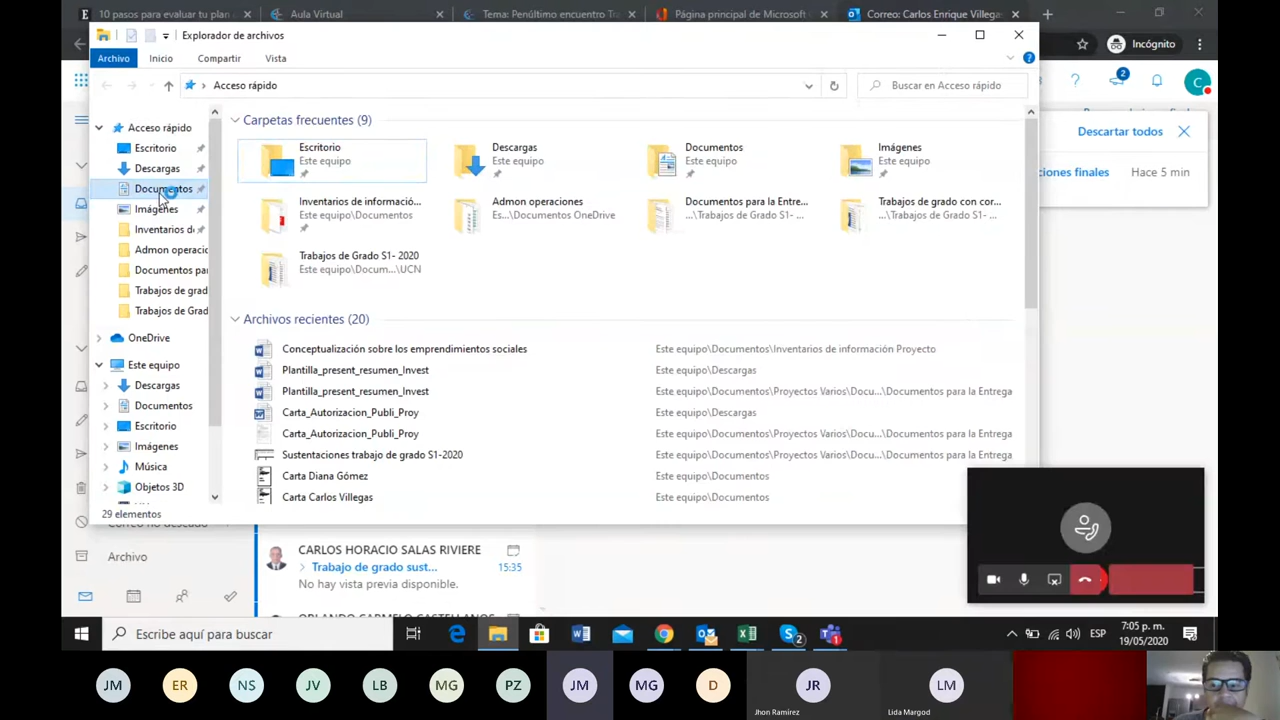 10 pasos para evaluar tu plan
Aula Virtual
Tema: Penúltimo encuentro Tra
Página principal de Microsoft
Correo: Carlos Enrique Villegas
Explorador de archivos
Archivo
Inicio
Compartir
Vista
Incógnito
Acceso rápido
Buscar en Acceso rápido
2
C
Descartar todos
ciones finales
Hace 5 min
Acceso rápido
Escritorio
Descargas
Documentos
Imágenes
Inventarios d
Admon operacio
Documentos par
Trabajos de grad
Trabajos de Grad
OneDrive
Este equipo
Descargas
Documentos
Escritorio
Imágenes
Música
Objetos 3D
29 elementos
Carpetas frecuentes (9)
Escritorio
Este equipo
Descargas
Este equipo
Documentos
Este equipo
Imágenes
Este equipo
Inventarios de informació...
Este equipo\Documentos
Admon operaciones
Es...\Documentos OneDrive
Documentos para la Entre...
...\Trabajos de Grado S1- ...
Trabajos de grado con cor...
...\Trabajos de Grado S1- ...
Trabajos de Grado S1- 2020
Este equipo\Docum...\UCN
Archivos recientes (20)
Conceptualización sobre los emprendimientos sociales
Este equipo\Documentos\Inventarios de información Proyecto
Plantilla_present_resumen_Invest
Este equipo\Descargas
Plantilla_present_resumen_Invest
Este equipo\Documentos\Proyectos Varios\Docu...\Documentos para la Entrega
Carta_Autorizacion_Publi_Proy
Este equipo\Descargas
Carta_Autorizacion_Publi_Proy
Este equipo\Documentos\Proyectos Varios\Docu...\Documentos para la Entrega
Sustentaciones trabajo de grado S1-2020
Este equipo\Documentos\Proyectos Varios\Docu...\Documentos para la Entrega
Carta Diana Gómez
Este equipo\Documentos
Carta Carlos Villegas
Este equipo\Documentos
Archivo
CARLOS HORACIO SALAS RIVIERE
Trabajo de grado sust...
15:35
No hay vista previa disponible.
Escribe aquí para buscar
2
1
ESP
7:05 p. m.
19/05/2020
JM
ER
NS
JV
LB
MG
PZ
JM
MG
D
JR
Jhon Ramírez
LM
Lida Margod